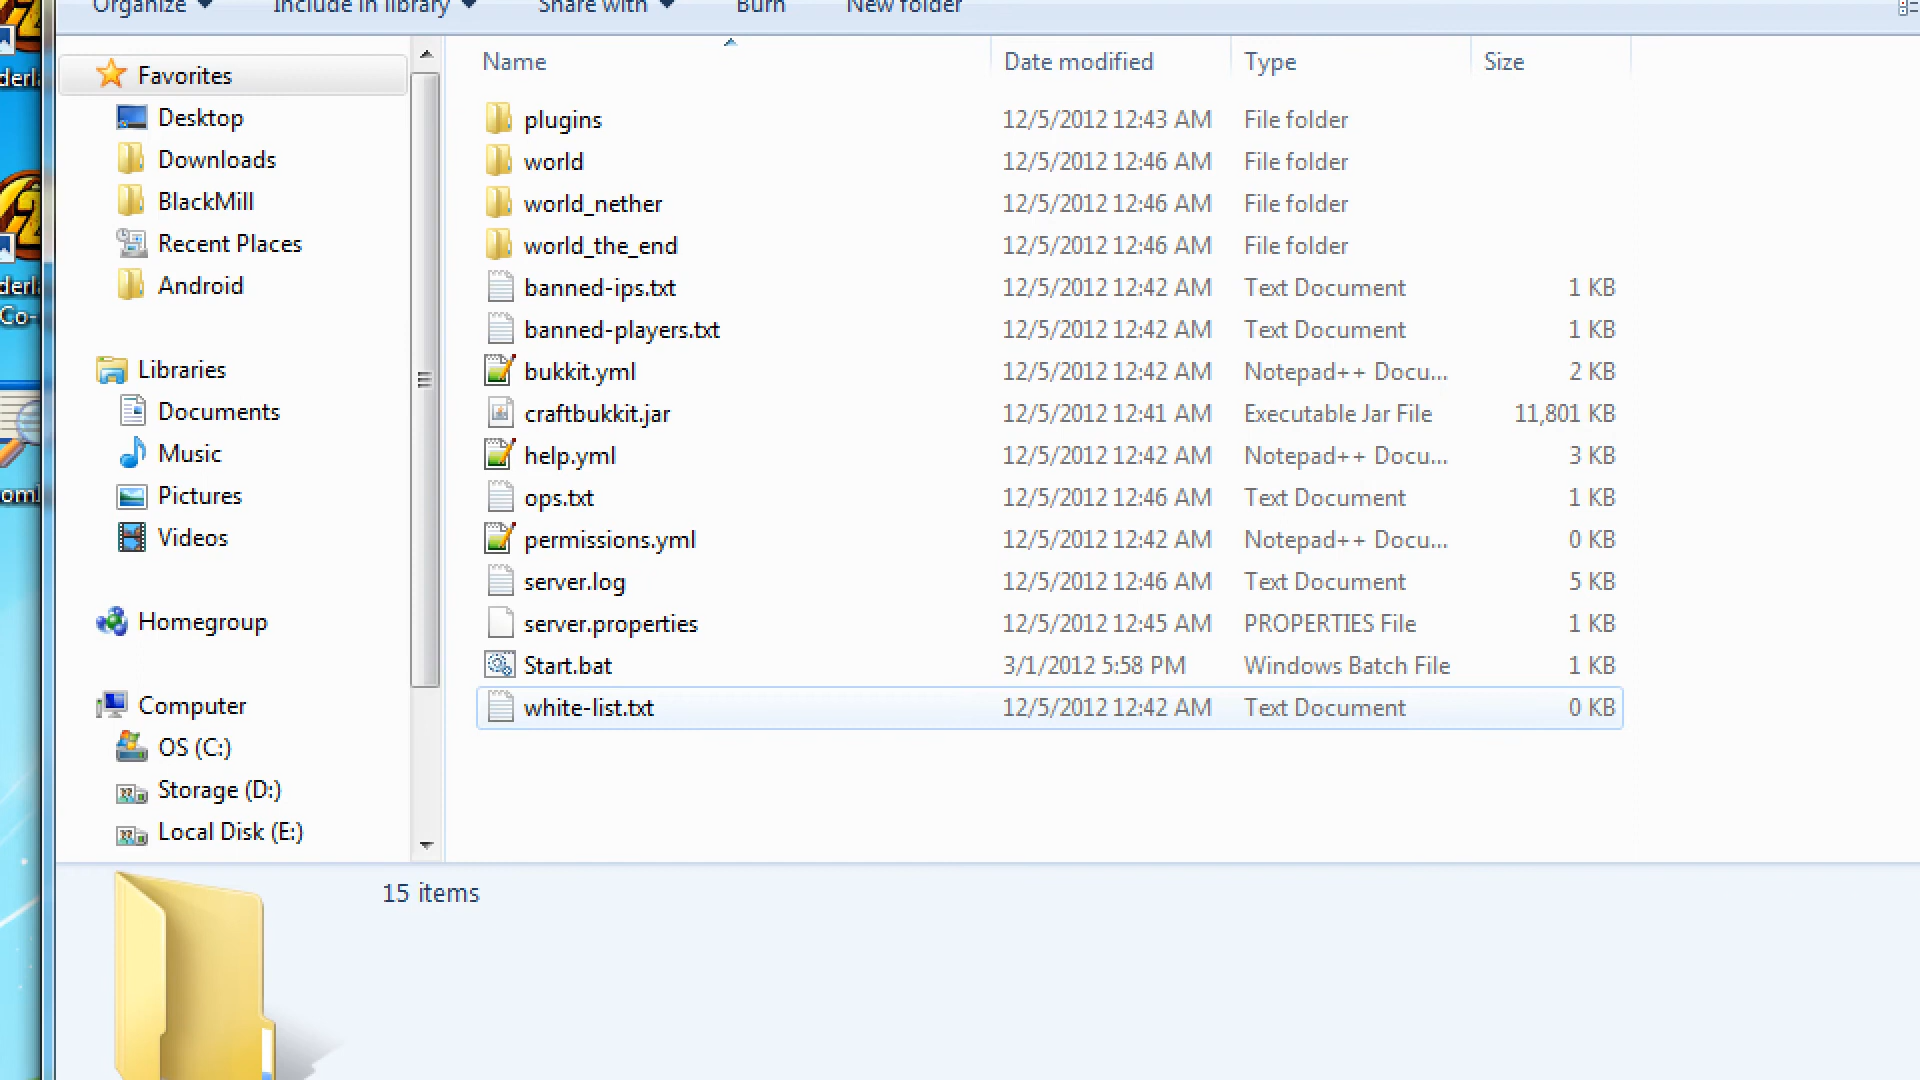 Organize Include in library Share with Burn New folder
Name Date modified Type Size
Favorites
Desktop
Downloads
BlackMill
Recent Places
Android
Libraries
Documents
Music
Pictures
Videos
Homegroup
Computer
OS (C:)
Storage (D:)
Local Disk (E:)
plugins 12/5/2012 12:43 AM File folder
world 12/5/2012 12:46 AM File folder
world_nether 12/5/2012 12:46 AM File folder
world_the_end 12/5/2012 12:46 AM File folder
banned-ips.txt 12/5/2012 12:42 AM Text Document 1 KB
banned-players.txt 12/5/2012 12:42 AM Text Document 1 KB
bukkit.yml 12/5/2012 12:42 AM Notepad++ Docu... 2 KB
craftbukkit.jar 12/5/2012 12:41 AM Executable Jar File 11,801 KB
help.yml 12/5/2012 12:42 AM Notepad++ Docu... 3 KB
ops.txt 12/5/2012 12:46 AM Text Document 1 KB
permissions.yml 12/5/2012 12:42 AM Notepad++ Docu... 0 KB
server.log 12/5/2012 12:46 AM Text Document 5 KB
server.properties 12/5/2012 12:45 AM PROPERTIES File 1 KB
Start.bat 3/1/2012 5:58 PM Windows Batch File 1 KB
white-list.txt 12/5/2012 12:42 AM Text Document 0 KB
15 items